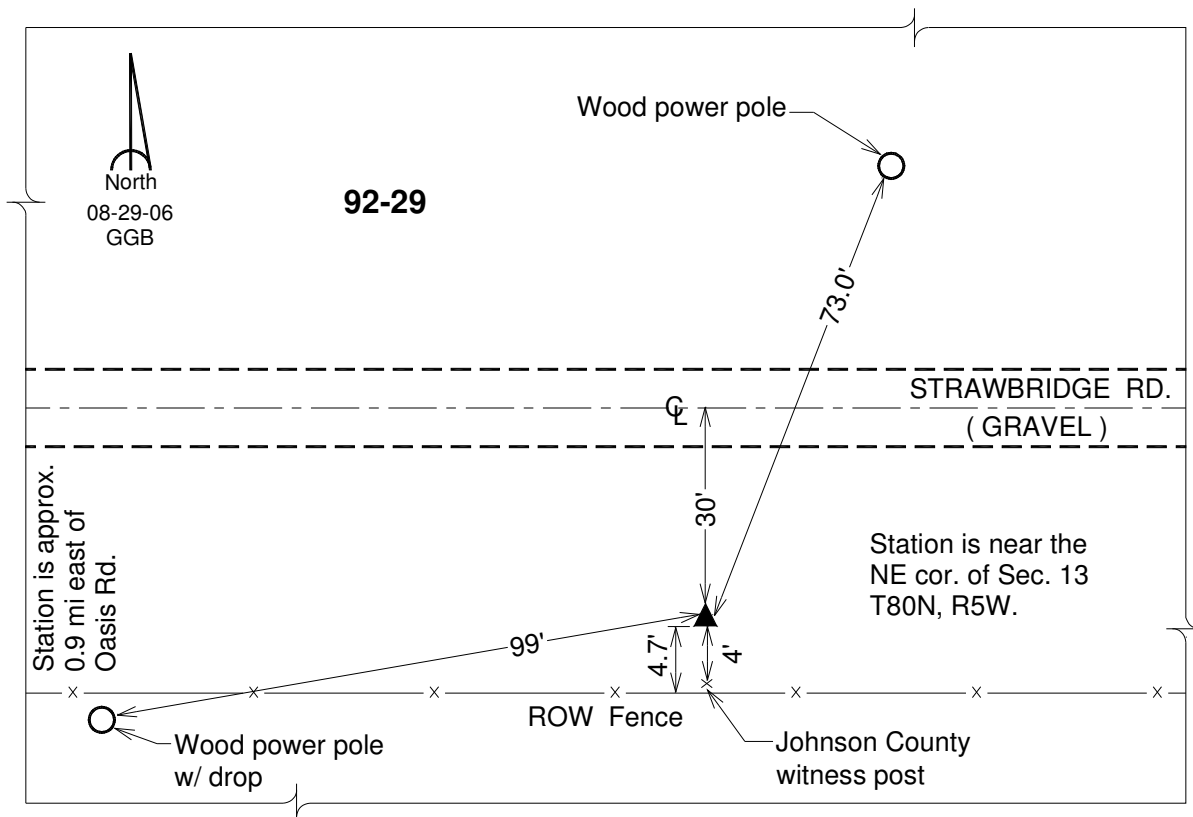 Wood power pole
North
08-29-06
GGB
92-29
73.0'
STRAWBRIDGE RD.
℄
( GRAVEL )
30'
Station is approx.
0.9 mi east of
Oasis Rd.
Station is near the
NE cor. of Sec. 13
T80N, R5W.
99'
4.7'
4'
ROW Fence
Wood power pole
w/ drop
Johnson County
witness post